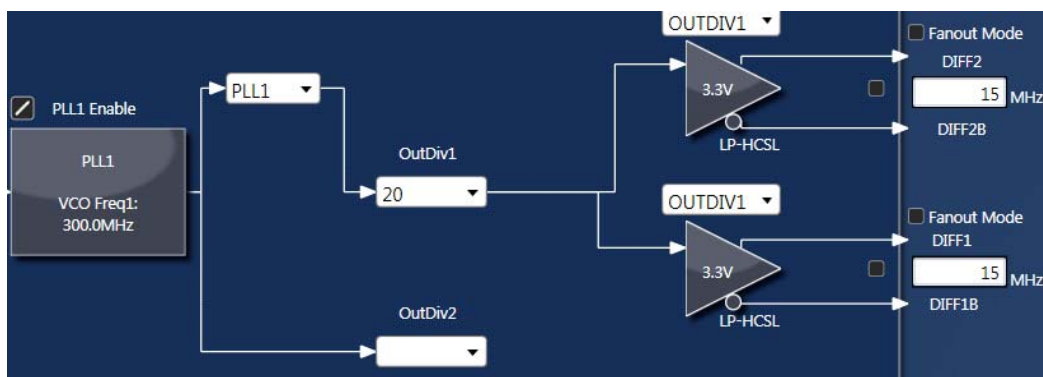 OUTDIV1
Fanout Mode
DIFF2
PLL1
3.3V
15 MHz
PLL1 Enable
DIFF2B
LP-HCSL
PLL1
OutDiv1
20
OUTDIV1
VCO Freq1:
300.0MHz
Fanout Mode
DIFF1
3.3V
15 MHz
DIFF1B
OutDiv2
LP-HCSL